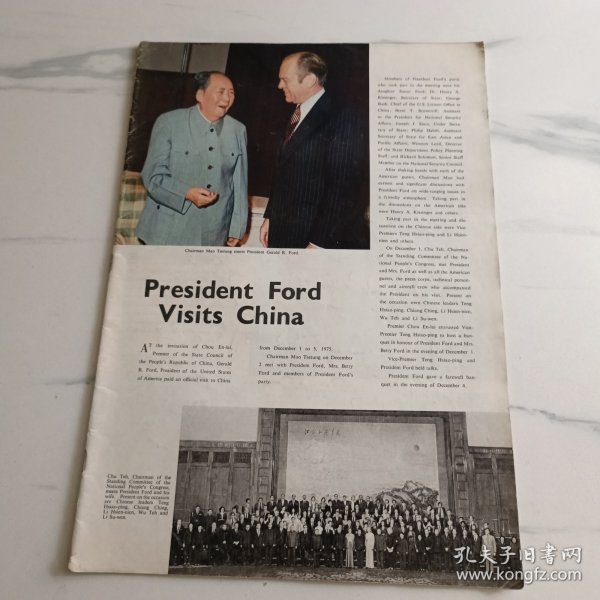 Chairman Mao Tsetung meets President Gerald R. Ford.
President Ford
Visits China
AT the invitation of Chou En-lai,
Premier of the State Council of
the People's Republic of China, Gerald
R. Ford, President of the United States
of America paid an official visit to China
from December 1 to 5, 1975.
Chairman Mao Tsetung on December
2 met with President Ford, Mrs. Betty
Ford and members of President Ford's
party.
Members of President Ford's party
who took part in the meeting were his
daughter Susan Ford; Dr. Henry A.
Kissinger, Secretary of State; George
Bush, Chief of the U.S. Liaison Office in
China; Brent T. Scowcroft, Assistant
to the President for National Security
Affairs; Joseph J. Sisco, Under Secre-
tary of State; Philip Habib, Assistant
Secretary of State for East Asian and
Pacific Affairs; Winston Lord, Director
of the State Department Policy Planning
Staff; and Richard Solomon, Senior Staff
Member on the National Security Council.
After shaking hands with each of the
American guests, Chairman Mao had
earnest and significant discussions with
President Ford on wide-ranging issues in
a friendly atmosphere. Taking part in
the discussions on the American side
were Henry A. Kissinger and others.
Taking part in the meeting and dis-
cussion on the Chinese side were Vice-
Premiers Teng Hsiao-ping and Li Hsien-
nien and others.
On December 1, Chu Teh, Chairman
of the Standing Committee of the Na-
tional People's Congress, met President
and Mrs. Ford as well as all the American
guests, the press corps, technical person-
nel and aircraft crew who accompanied
the President on his visit. Present on
the occasion were Chinese leaders Teng
Hsiao-ping, Chiang Ching, Li Hsien-nien,
Wu Teh and Li Su-wen.
Premier Chou En-lai entrusted Vice-
Premier Teng Hsiao-ping to host a ban-
quet in honour of President Ford and Mrs.
Betty Ford in the evening of December 1.
Vice-Premier Teng Hsiao-ping and
President Ford held talks.
President Ford gave a farewell ban-
quet in the evening of December 4.
Chu Teh, Chairman of the
Standing Committee of the
National People's Congress,
meets President Ford and his
wife. Present on the occasion
are Chinese leaders Teng
Hsiao-ping, Chiang Ching,
Li Hsien-nien, Wu Teh and
Li Su-wen.
江山如此多娇
孔夫子旧书网
www.kongfz.com